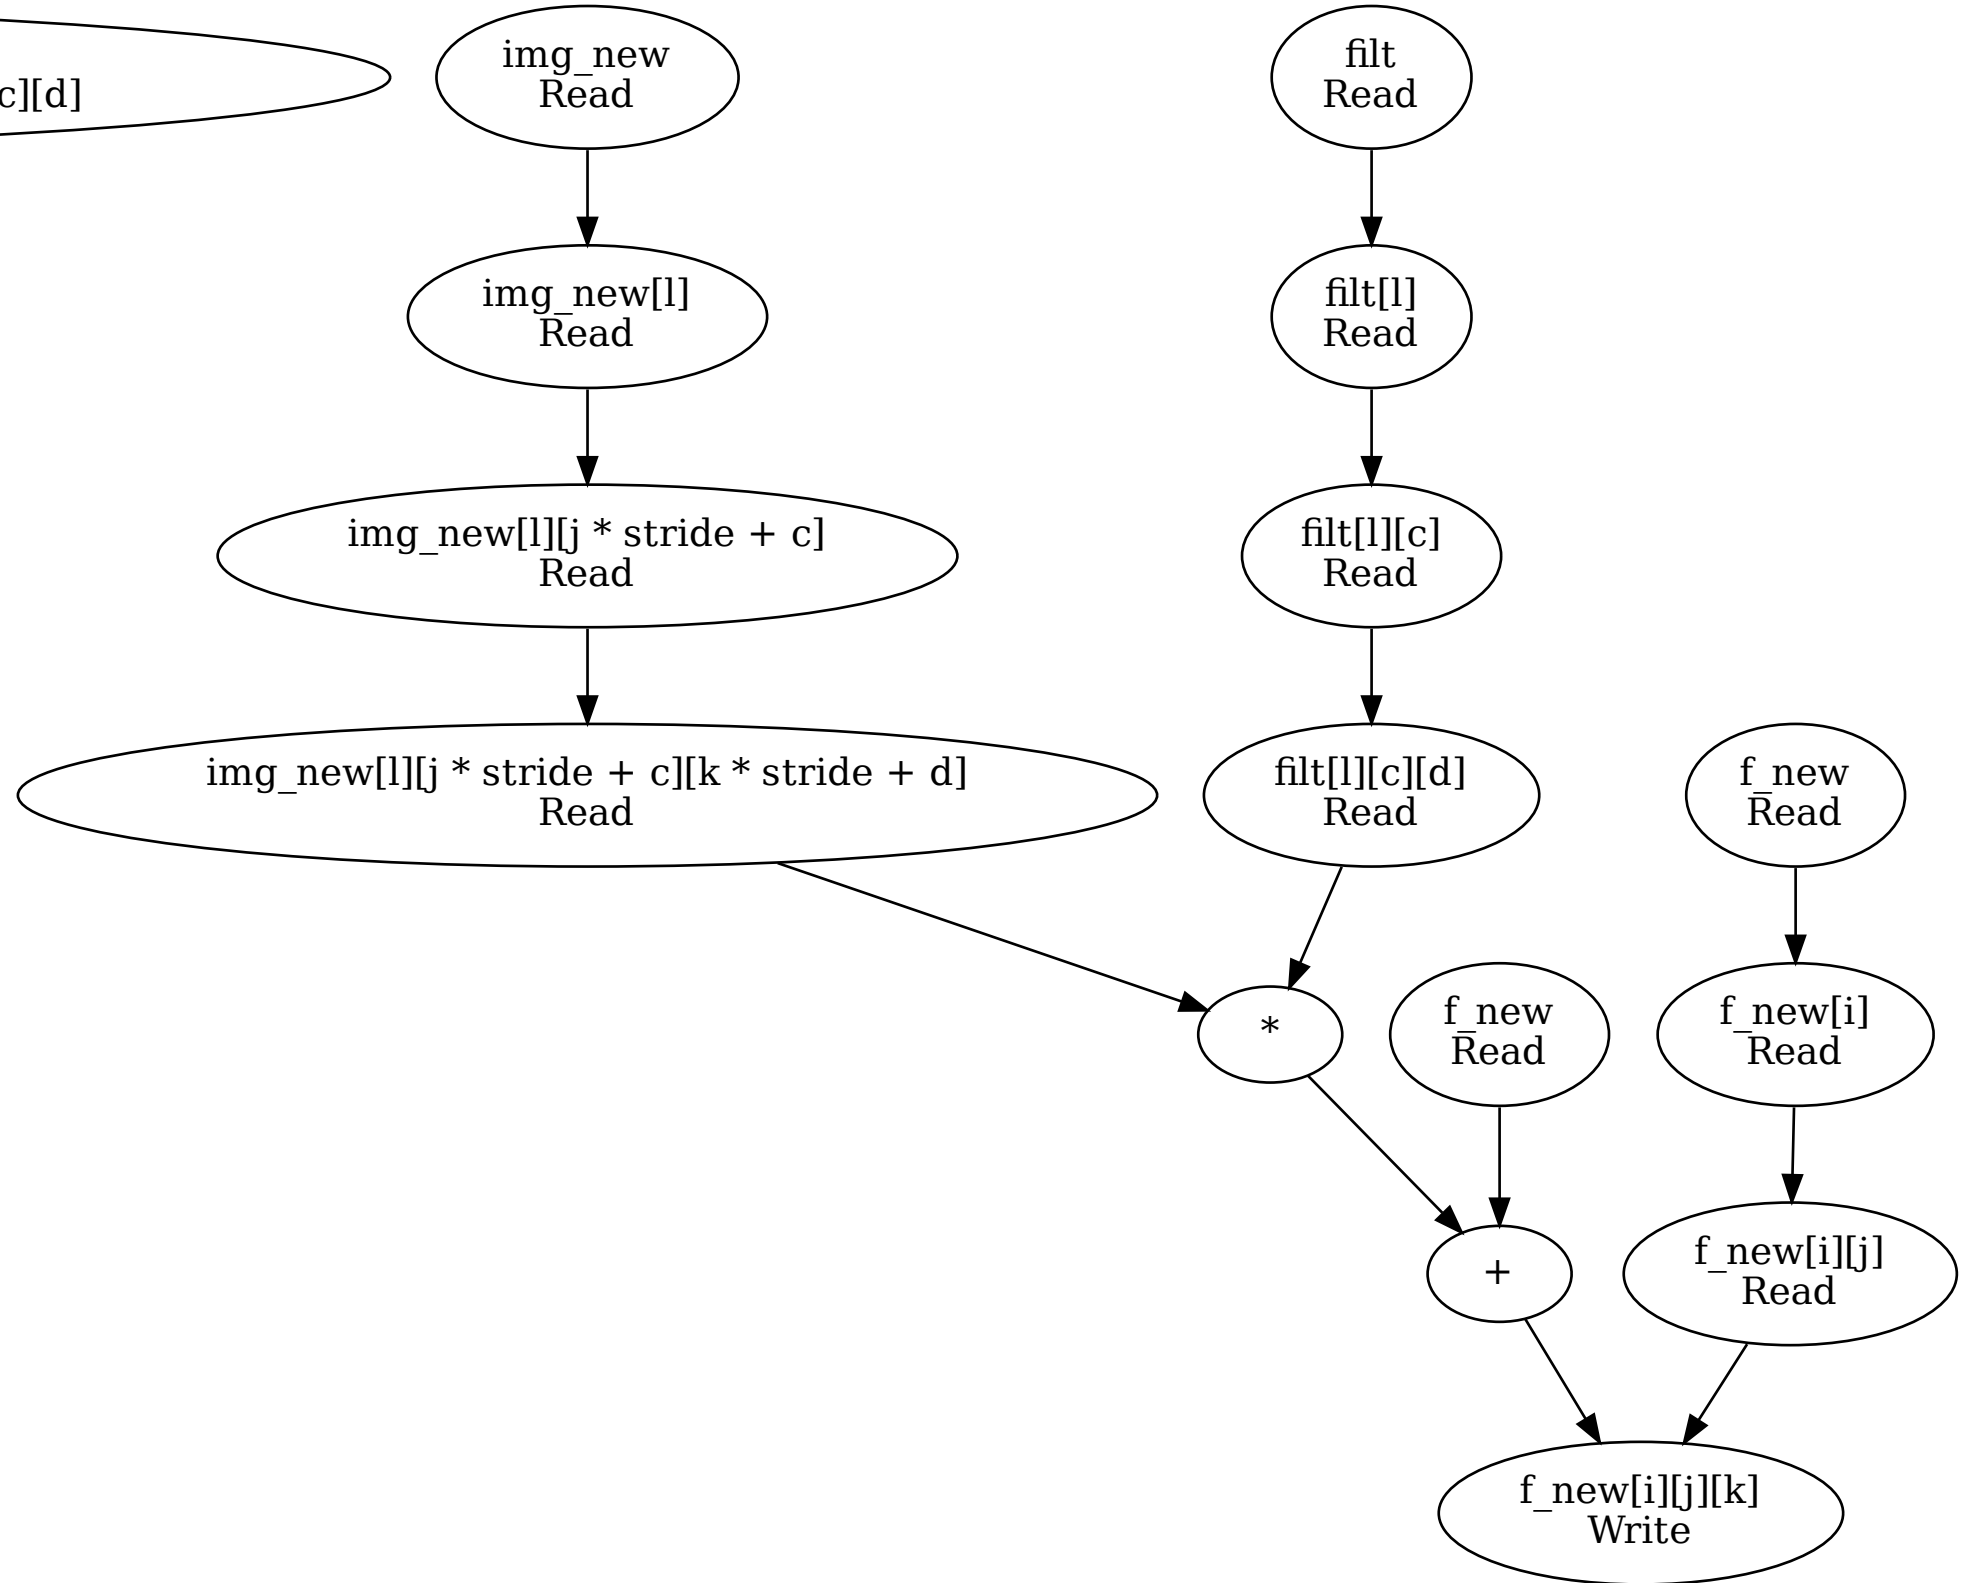 c][d]
img_new
Read
filt
Read
img_new[l]
Read
filt[l]
Read
img_new[l][j * stride + c]
Read
filt[l][c]
Read
img_new[l][j * stride + c][k * stride + d]
Read
filt[l][c][d]
Read
f_new
Read
*
f_new
Read
f_new[i]
Read
+
f_new[i][j]
Read
f_new[i][j][k]
Write